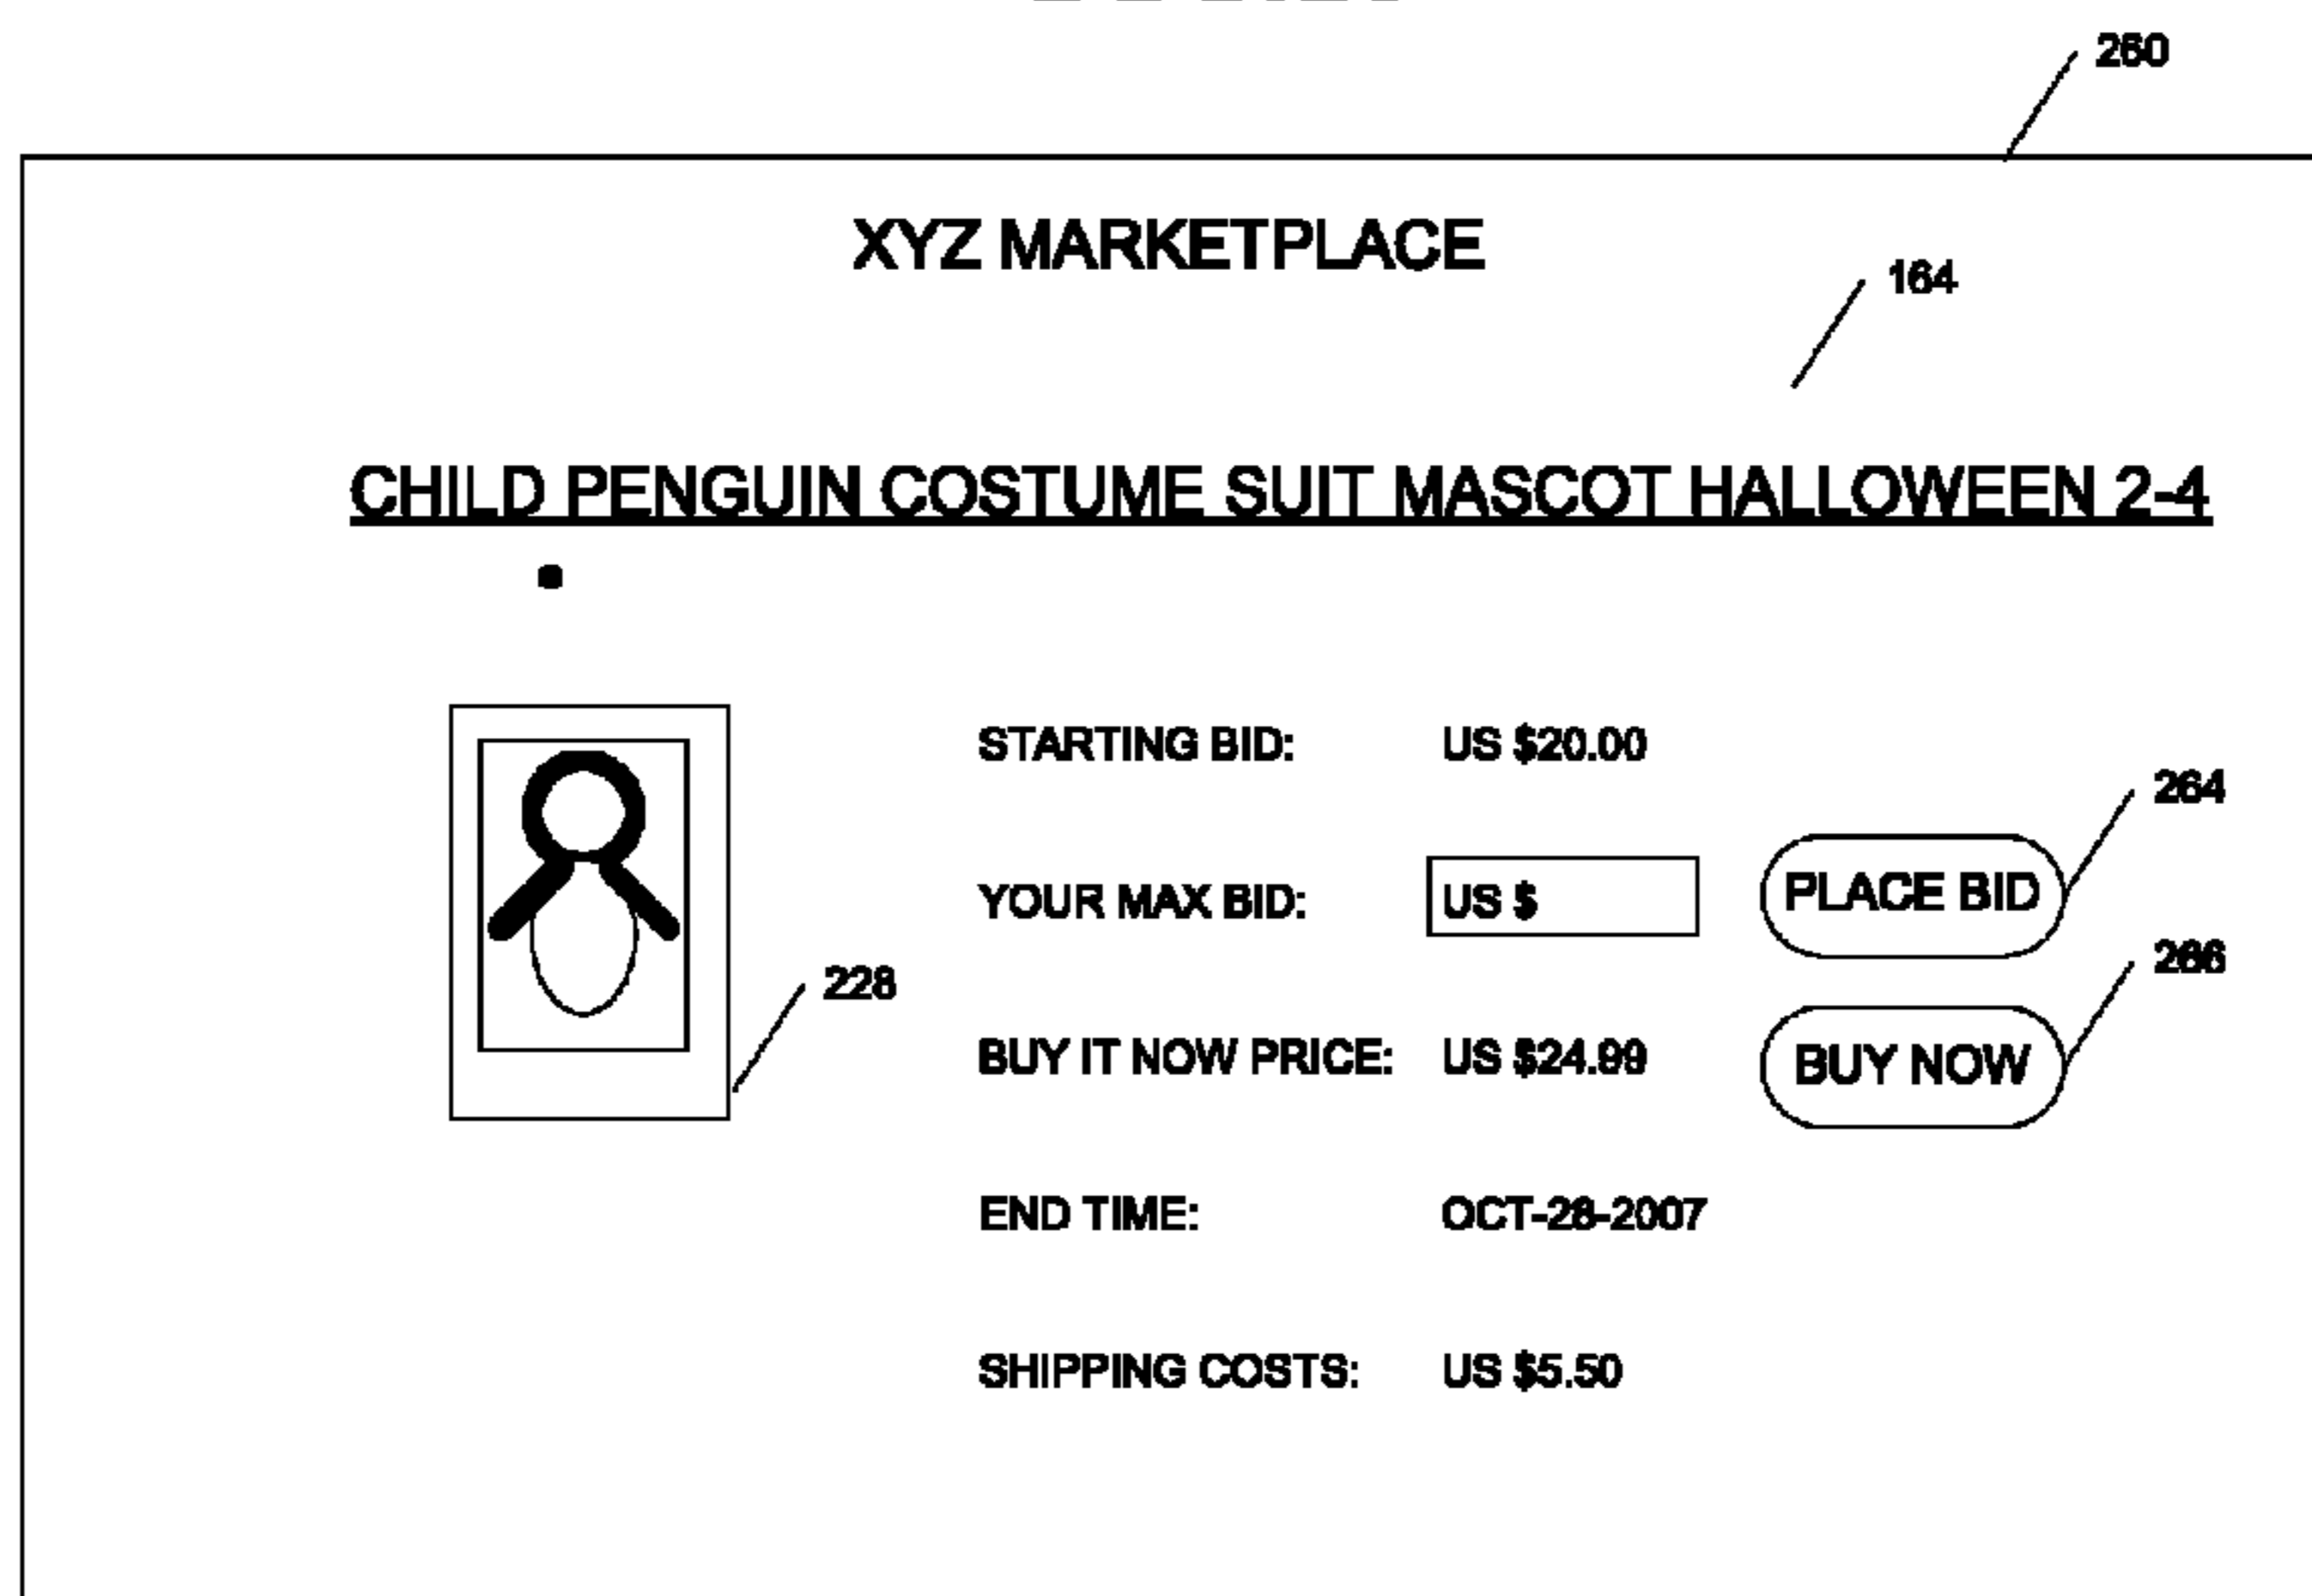 260
XYZ MARKETPLACE
164
CHILD PENGUIN COSTUME SUIT MASCOT HALLOWEEN 2-4
STARTING BID: US $20.00
264
YOUR MAX BID: US $ PLACE BID
266
228
BUY IT NOW PRICE: US $24.99 BUY NOW
END TIME: OCT-28-2007
SHIPPING COSTS: US $5.50